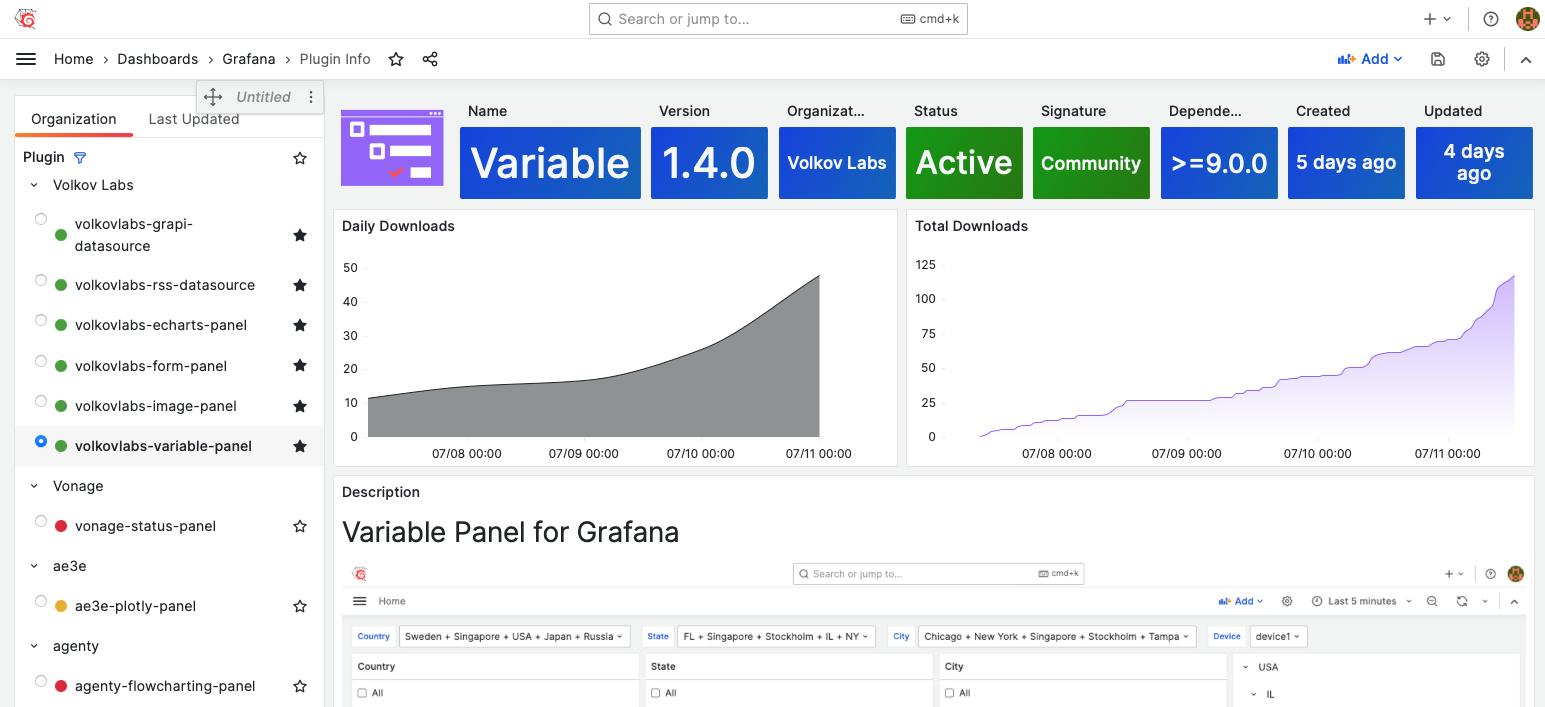 Search or jump to...
cmd+k
Home
Dashboards
Grafana
Plugin Info
Add
Untitled
Organization
Last Updated
Plugin
Volkov Labs
volkovlabs-grapi-
datasource
volkovlabs-rss-datasource
volkovlabs-echarts-panel
volkovlabs-form-panel
volkovlabs-image-panel
volkovlabs-variable-panel
Vonage
vonage-status-panel
ae3e
ae3e-plotly-panel
agenty
agenty-flowcharting-panel
Name
Variable
Version
1.4.0
Organizat...
Volkov Labs
Status
Active
Signature
Community
Depende...
>=9.0.0
Created
5 days ago
Updated
4 days
ago
Daily Downloads
50
40
30
20
10
0
07/08 00:00
07/09 00:00
07/10 00:00
07/11 00:00
Total Downloads
125
100
75
50
25
0
07/08 00:00
07/09 00:00
07/10 00:00
07/11 00:00
Description
Variable Panel for Grafana
Search or jump to...
cmd+k
Home
Add
Last 5 minutes
Country
Sweden + Singapore + USA + Japan + Russia
State
FL + Singapore + Stockholm + IL + NY
City
Chicago + New York + Singapore + Stockholm + Tampa
Device
device1
Country
All
State
All
City
All
USA
IL